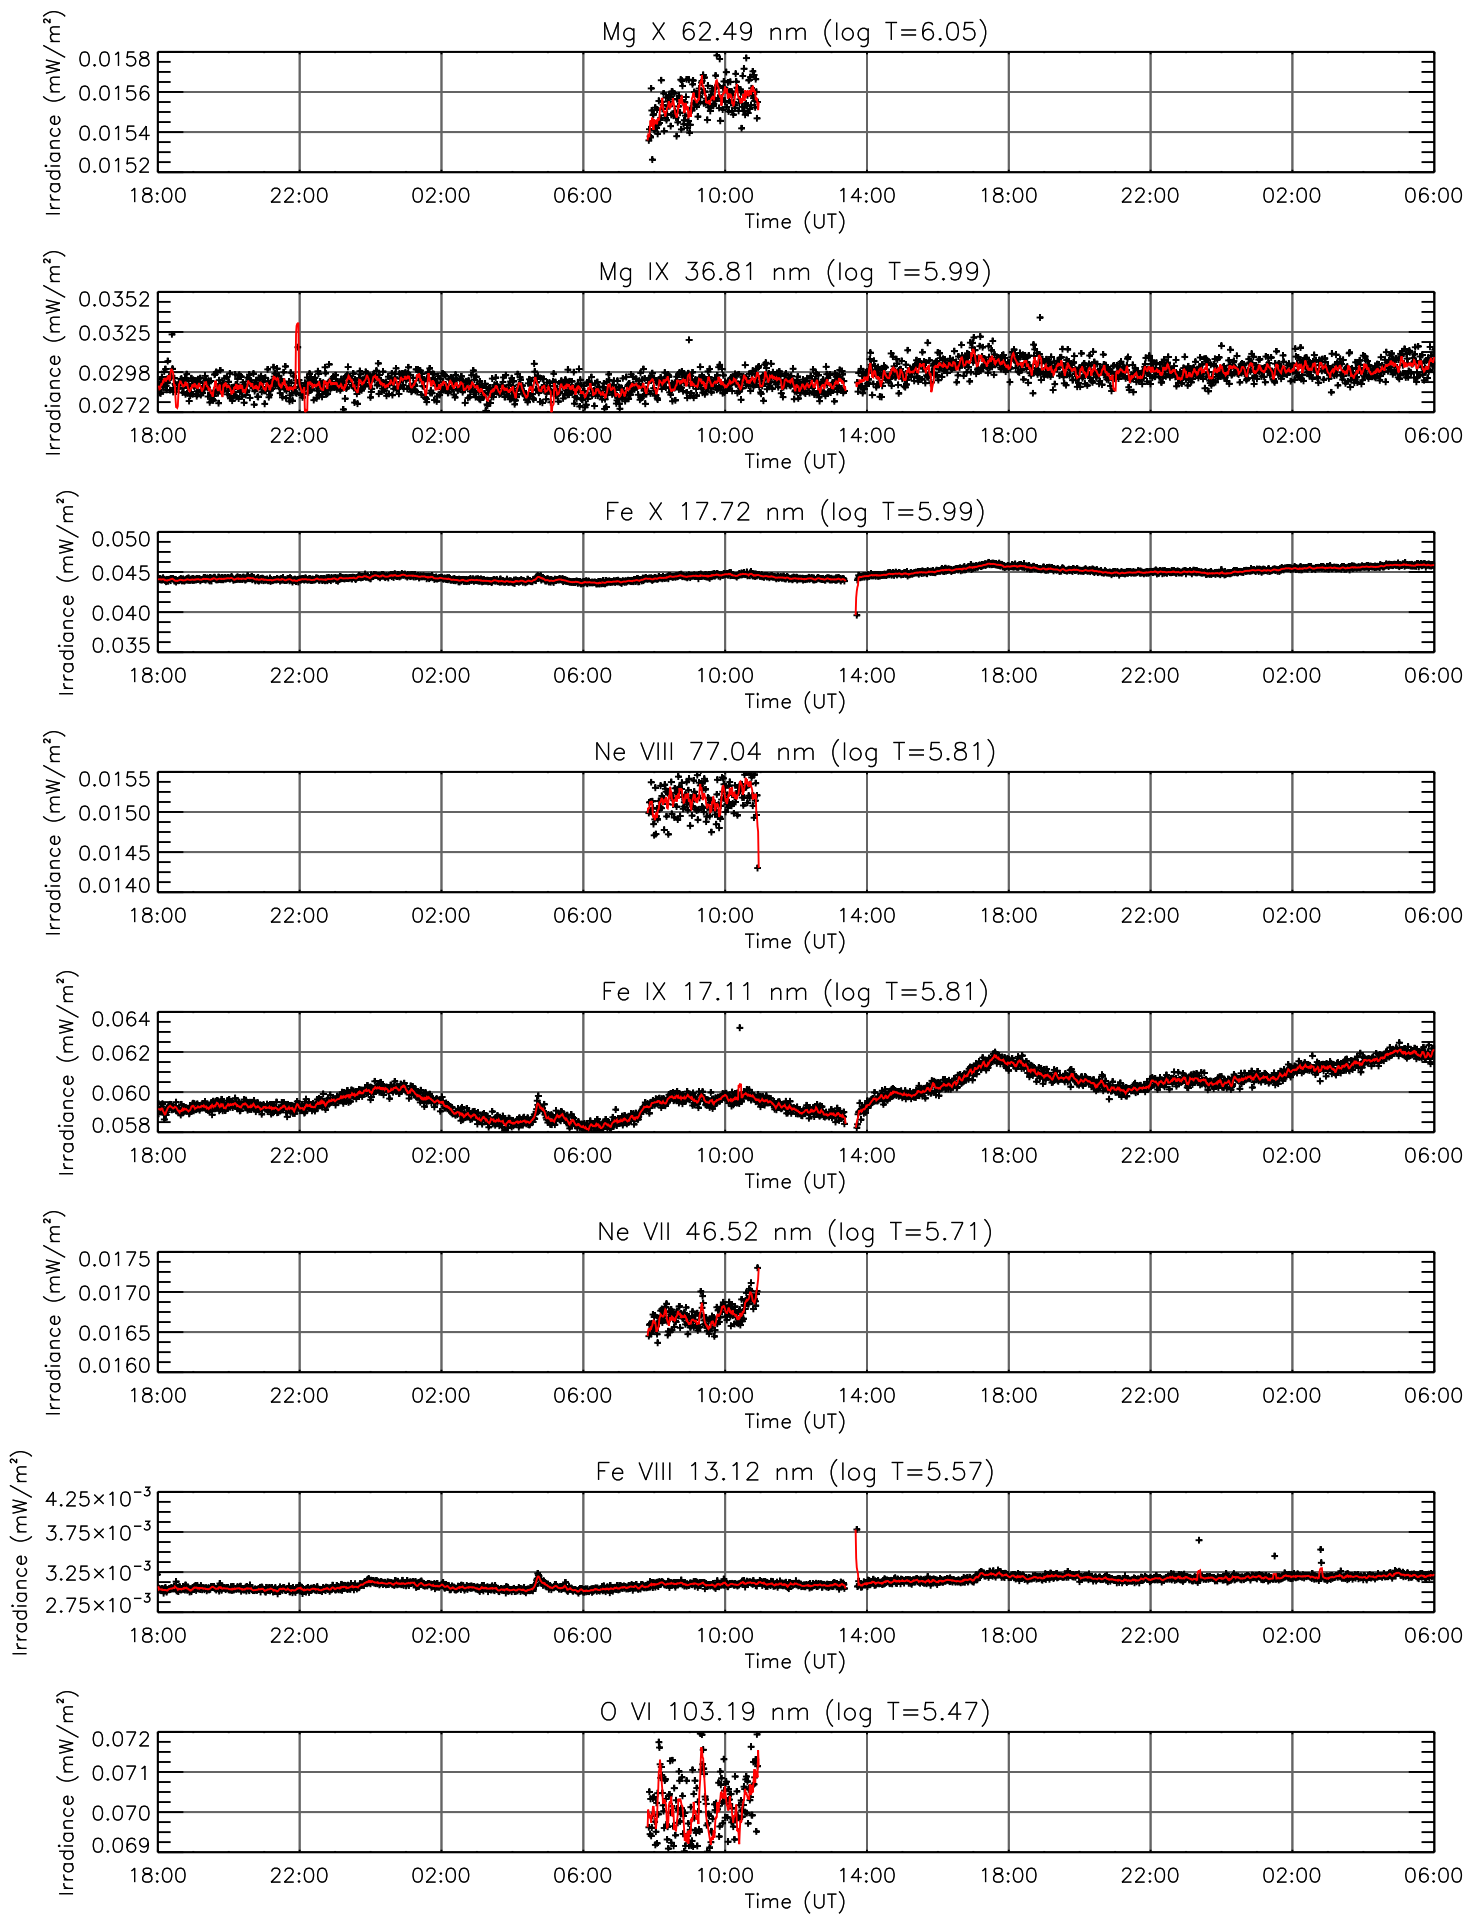 Mg X 62.49 nm (log T=6.05)
Irradiance (mW/m²)
0.0158
0.0156
0.0154
0.0152
18:00 22:00 02:00 06:00 10:00 14:00 18:00 22:00 02:00 06:00
Time (UT)
Mg IX 36.81 nm (log T=5.99)
Irradiance (mW/m²)
0.0352
0.0325
0.0298
0.0272
18:00 22:00 02:00 06:00 10:00 14:00 18:00 22:00 02:00 06:00
Time (UT)
Fe X 17.72 nm (log T=5.99)
Irradiance (mW/m²)
0.050
0.045
0.040
0.035
18:00 22:00 02:00 06:00 10:00 14:00 18:00 22:00 02:00 06:00
Time (UT)
Ne VIII 77.04 nm (log T=5.81)
Irradiance (mW/m²)
0.0155
0.0150
0.0145
0.0140
18:00 22:00 02:00 06:00 10:00 14:00 18:00 22:00 02:00 06:00
Time (UT)
Fe IX 17.11 nm (log T=5.81)
Irradiance (mW/m²)
0.064
0.062
0.060
0.058
18:00 22:00 02:00 06:00 10:00 14:00 18:00 22:00 02:00 06:00
Time (UT)
Ne VII 46.52 nm (log T=5.71)
Irradiance (mW/m²)
0.0175
0.0170
0.0165
0.0160
18:00 22:00 02:00 06:00 10:00 14:00 18:00 22:00 02:00 06:00
Time (UT)
Fe VIII 13.12 nm (log T=5.57)
Irradiance (mW/m²)
4.25×10⁻³
3.75×10⁻³
3.25×10⁻³
2.75×10⁻³
18:00 22:00 02:00 06:00 10:00 14:00 18:00 22:00 02:00 06:00
Time (UT)
O VI 103.19 nm (log T=5.47)
Irradiance (mW/m²)
0.072
0.071
0.070
0.069
18:00 22:00 02:00 06:00 10:00 14:00 18:00 22:00 02:00 06:00
Time (UT)